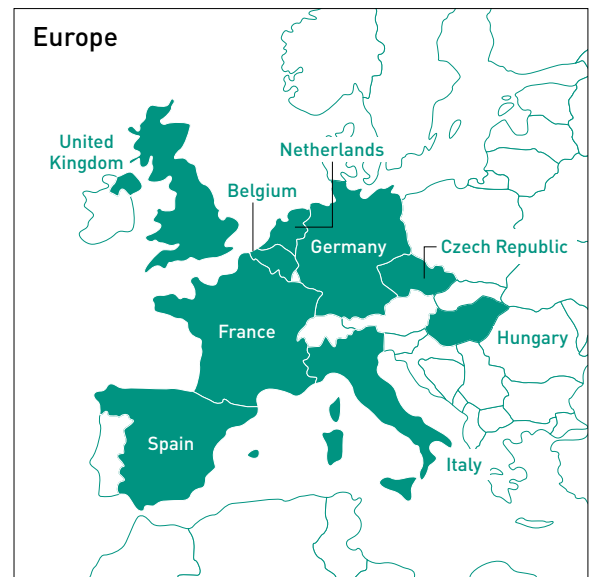 Europe
United
Kingdom
Netherlands
Belgium
Germany
Czech Republic
France
Hungary
Spain
Italy